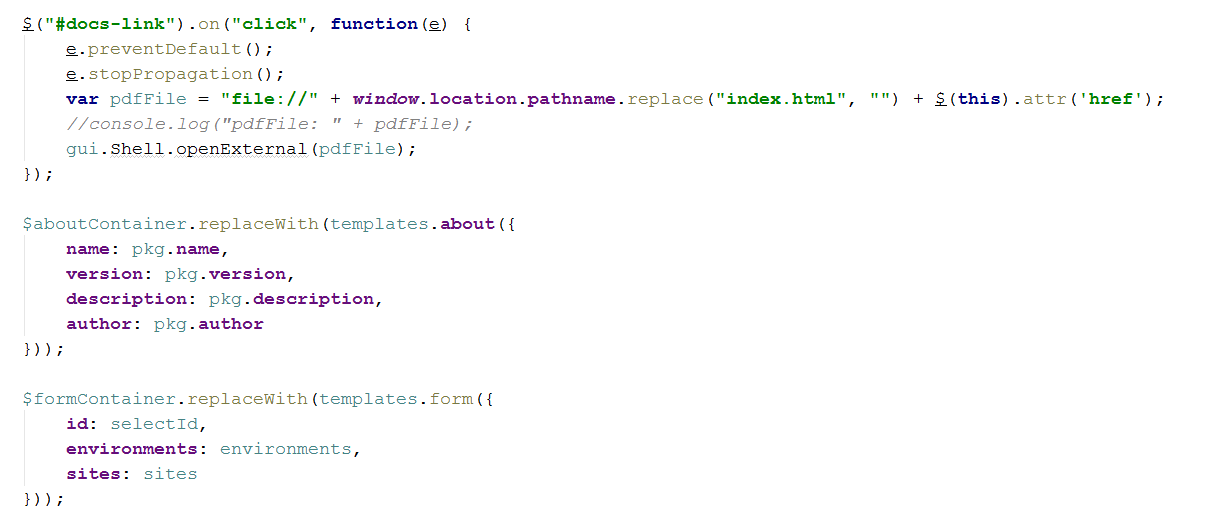 $("#docs-link").on("click", function(e) {
    e.preventDefault();
    e.stopPropagation();
    var pdfFile = "file://" + window.location.pathname.replace("index.html", "") + $(this).attr('href');
    //console.log("pdfFile: " + pdfFile);
    gui.Shell.openExternal(pdfFile);
});

$aboutContainer.replaceWith(templates.about({
    name: pkg.name,
    version: pkg.version,
    description: pkg.description,
    author: pkg.author
}));

$formContainer.replaceWith(templates.form({
    id: selectId,
    environments: environments,
    sites: sites
}));